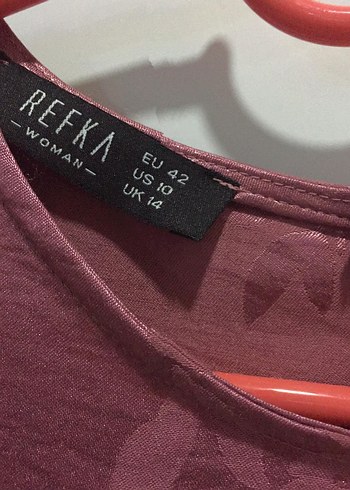 REFKA
– WOMAN –
EU 42
US 10
UK 14